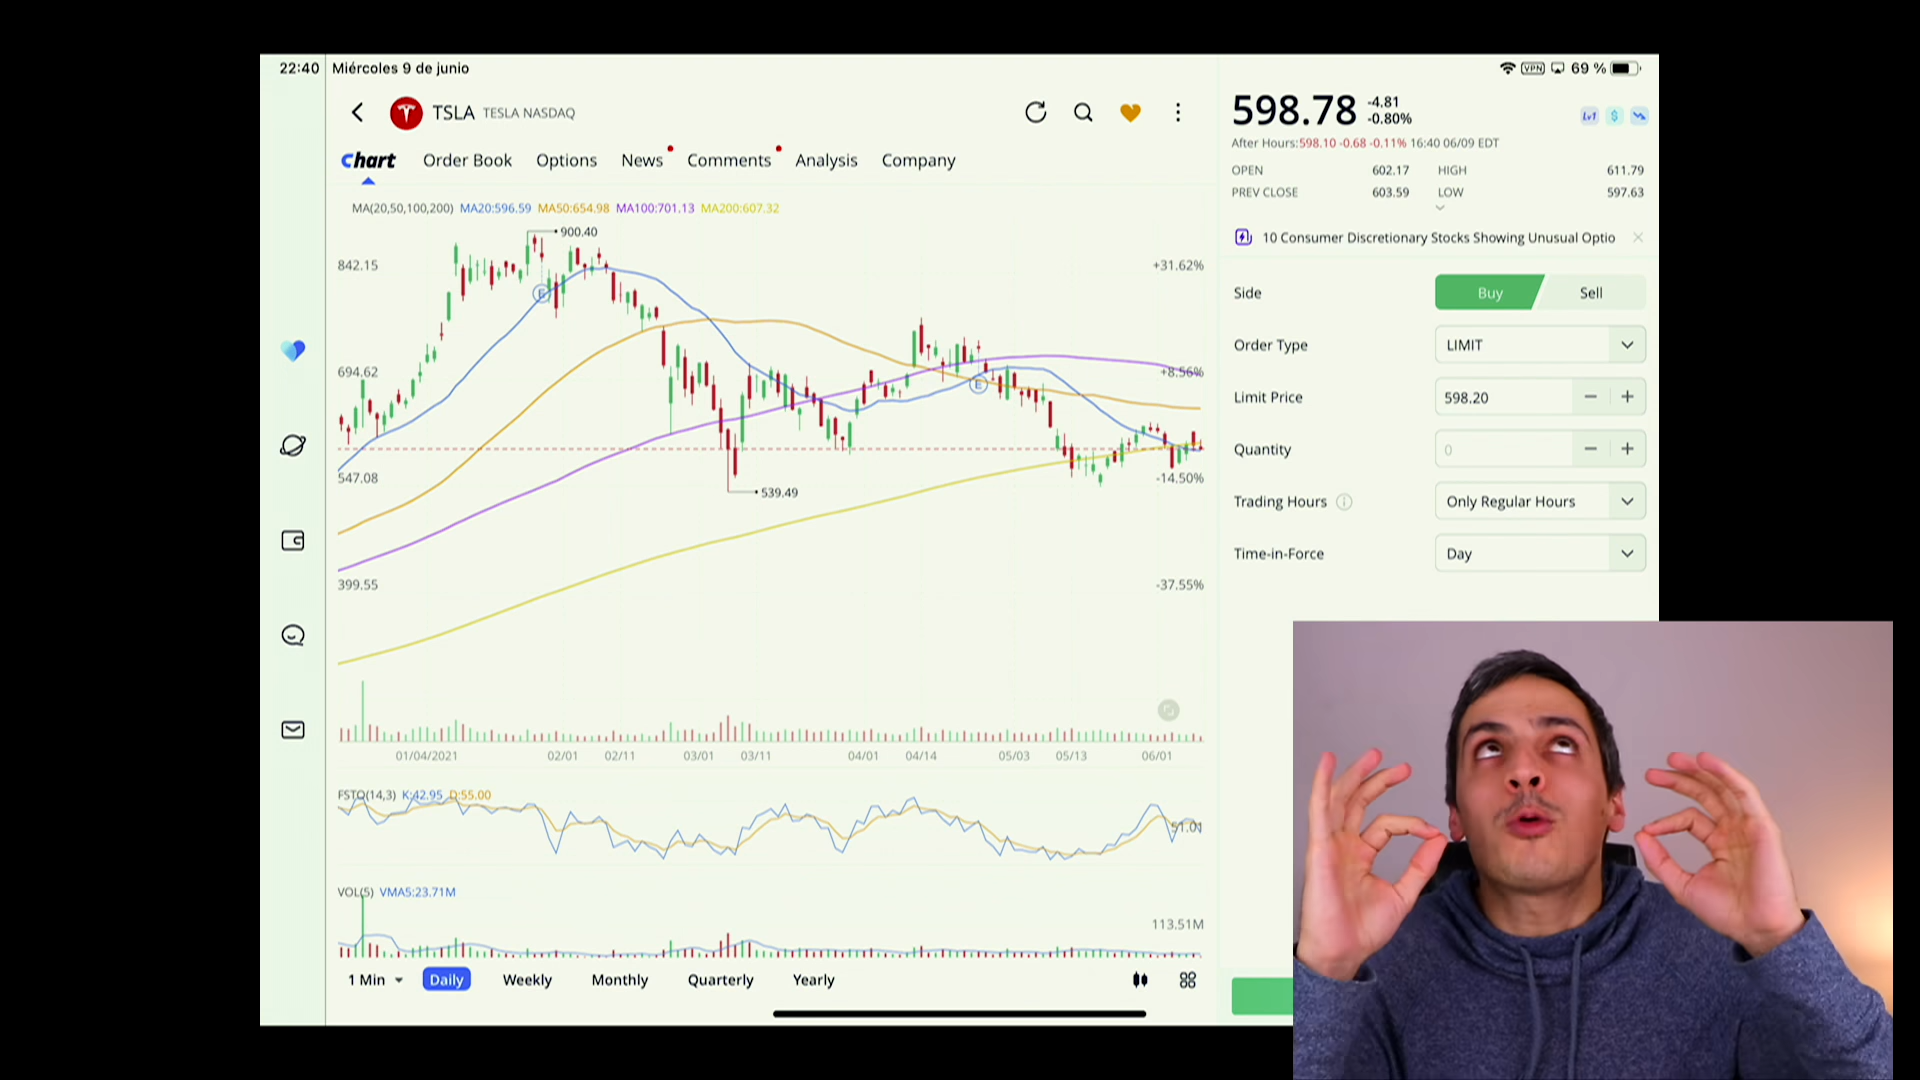 22:40 Miércoles 9 de junio
VPN 69 %
TSLA TESLA NASDAQ
Chart Order Book Options News Comments Analysis Company
MA(20,50,100,200) MA20:596.59 MA50:654.98 MA100:701.13 MA200:607.32
900.40
842.15 +31.62%
E
694.62 +8.56%
E
547.08 -14.50%
539.49
399.55 -37.55%
01/04/2021 02/01 02/11 03/01 03/11 04/01 04/14 05/03 05/13 06/01
FSTO(14,3) K:42.95 D:55.00
51.01
VOL(5) VMA5:23.71M
113.51M
1 Min Daily Weekly Monthly Quarterly Yearly
598.78 -4.81
-0.80%
Lv1 $
After Hours:598.10 -0.68 -0.11% 16:40 06/09 EDT
OPEN 602.17 HIGH 611.79
PREV CLOSE 603.59 LOW 597.63
10 Consumer Discretionary Stocks Showing Unusual Optio
Side Buy Sell
Order Type LIMIT
Limit Price 598.20
Quantity 0
Trading Hours Only Regular Hours
Time-in-Force Day